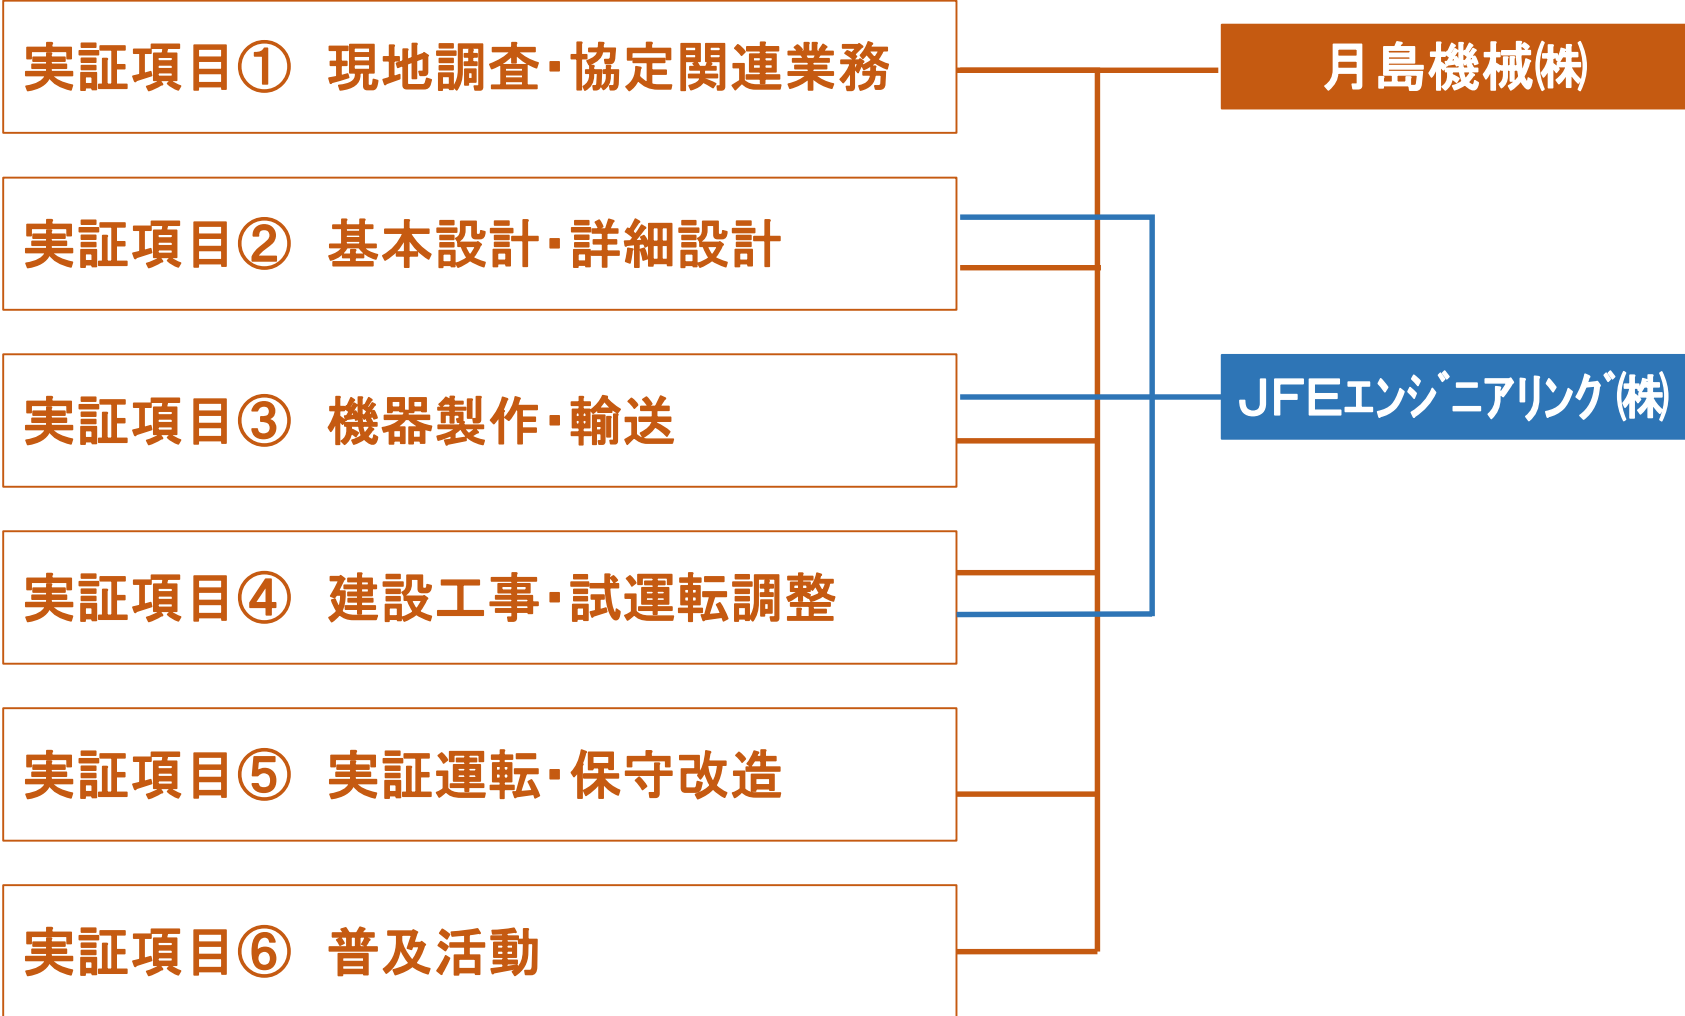 実証項目①　現地調査・協定関連業務
月島機械㈱
実証項目②　基本設計・詳細設計
実証項目③　機器製作・輸送
JFEエンジニアリング㈱
実証項目④　建設工事・試運転調整
実証項目⑤　実証運転・保守改造
実証項目⑥　普及活動